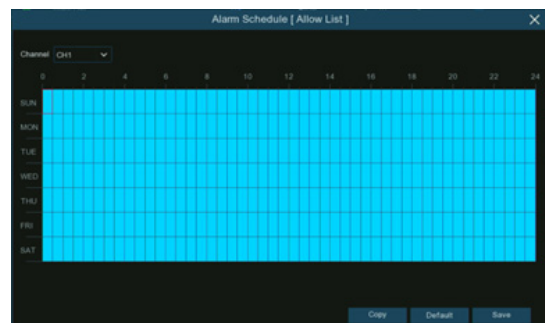 Alarm Schedule [ Allow List ]
Channel CH1
0 2 4 6 8 10 12 14 16 18 20 22 24
SUN
MON
TUE
WED
THU
FRI
SAT
Copy Default Save